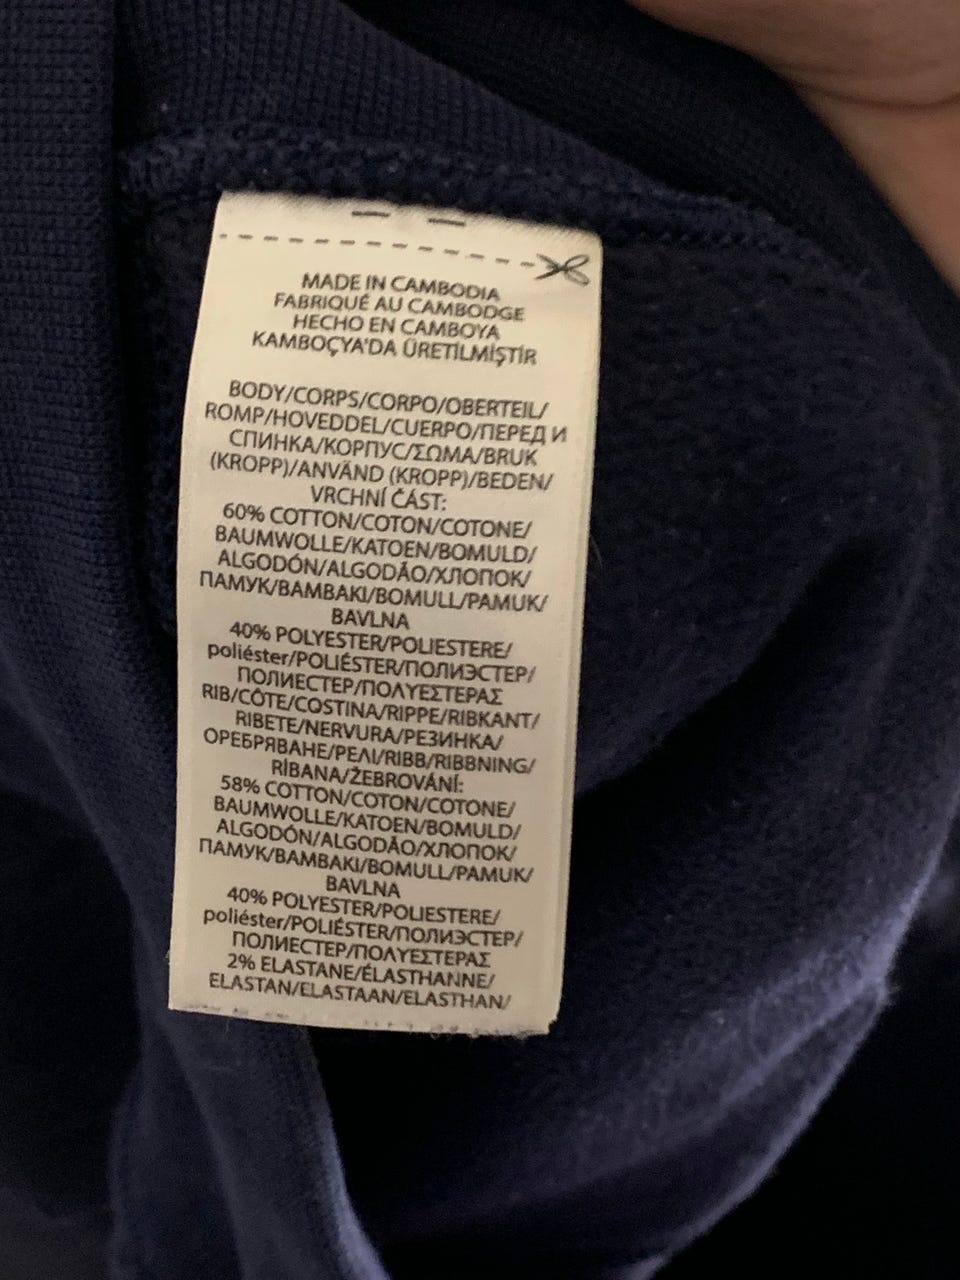 MADE IN CAMBODIA
FABRIQUÉ AU CAMBODGE
HECHO EN CAMBOYA
KAMBOÇYA'DA ÜRETİLMİŞTİR
BODY/CORPS/CORPO/OBERTEIL/
ROMP/HOVEDDEL/CUERPO/ПЕРЕД И
СПИНКА/КОРПУС/ΣΩΜΑ/BRUK
(KROPP)/ANVÄND (KROPP)/BEDEN/
VRCHNÍ ČÁST:
60% COTTON/COTON/COTONE/
BAUMWOLLE/KATOEN/BOMULD/
ALGODÓN/ALGODÃO/ХЛОПОК/
ПАМУК/ΒΑΜΒΑΚΙ/BOMULL/PAMUK/
BAVLNA
40% POLYESTER/POLIESTERE/
poliéster/POLIÉSTER/ПОЛИЭСТЕР/
ПОЛИЕСТЕР/ΠΟΛΥΕΣΤΕΡΑΣ
RIB/CÔTE/COSTINA/RIPPE/RIBKANT/
RIBETE/NERVURA/РЕЗИНКА/
ОРЕБРЯВАНЕ/ΡΕΛΙ/RIBB/RIBBNING/
RİBANA/ŽEBROVÁNÍ:
58% COTTON/COTON/COTONE/
BAUMWOLLE/KATOEN/BOMULD/
ALGODÓN/ALGODÃO/ХЛОПОК/
ПАМУК/ΒΑΜΒΑΚΙ/BOMULL/PAMUK/
BAVLNA
40% POLYESTER/POLIESTERE/
poliéster/POLIÉSTER/ПОЛИЭСТЕР/
ПОЛИЕСТЕР/ΠΟΛΥΕΣΤΕΡΑΣ
2% ELASTANE/ÉLASTHANNE/
ELASTAN/ELASTAAN/ELASTHAN/